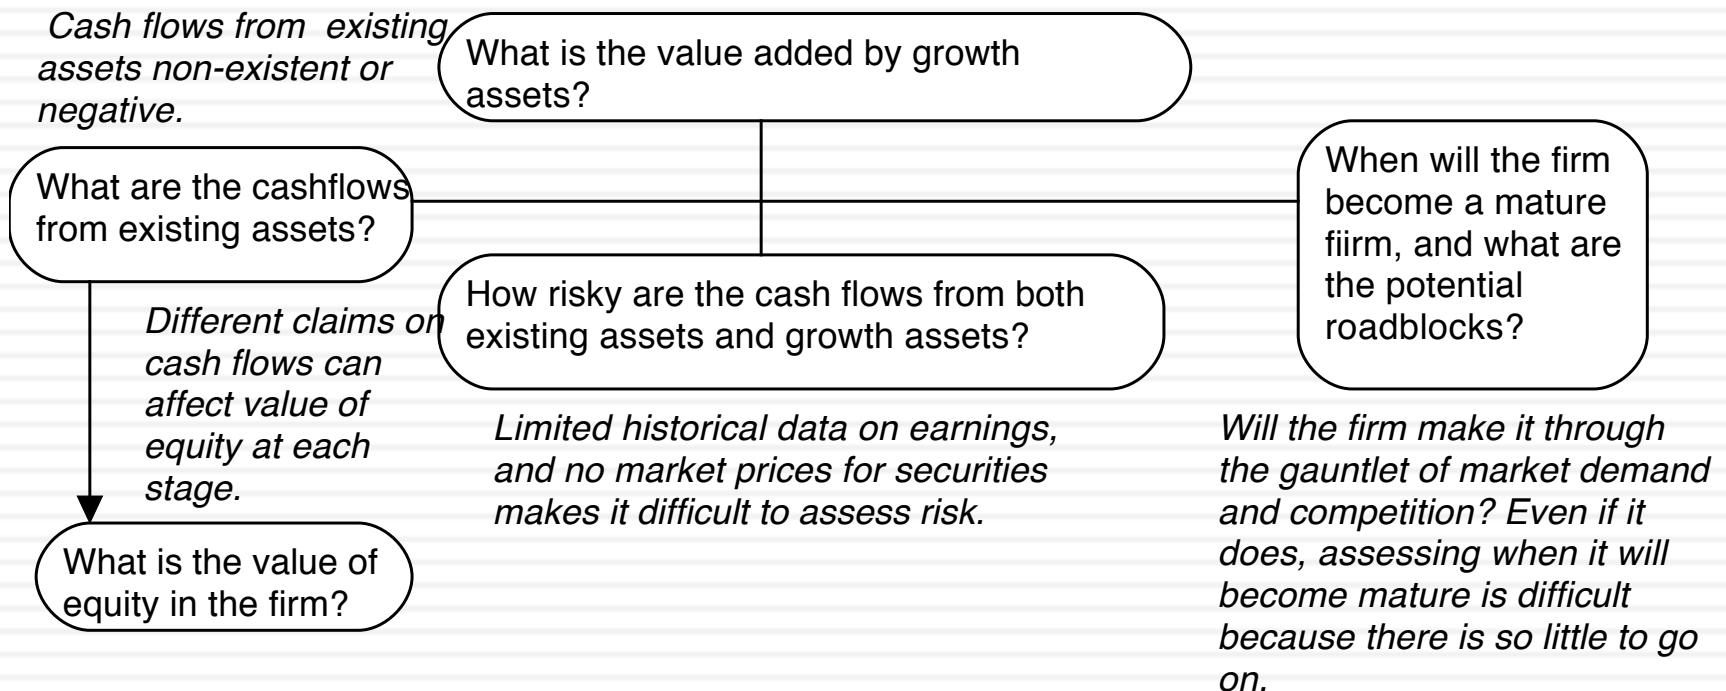 Cash flows from existing
assets non-existent or
negative.
What is the value added by growth
assets?
What are the cashflows
from existing assets?
When will the firm
become a mature
fiirm, and what are
the potential
roadblocks?
How risky are the cash flows from both
existing assets and growth assets?
Different claims on
cash flows can
affect value of
equity at each
stage.
Limited historical data on earnings,
and no market prices for securities
makes it difficult to assess risk.
Will the firm make it through
the gauntlet of market demand
and competition? Even if it
does, assessing when it will
become mature is difficult
because there is so little to go
on.
What is the value of
equity in the firm?